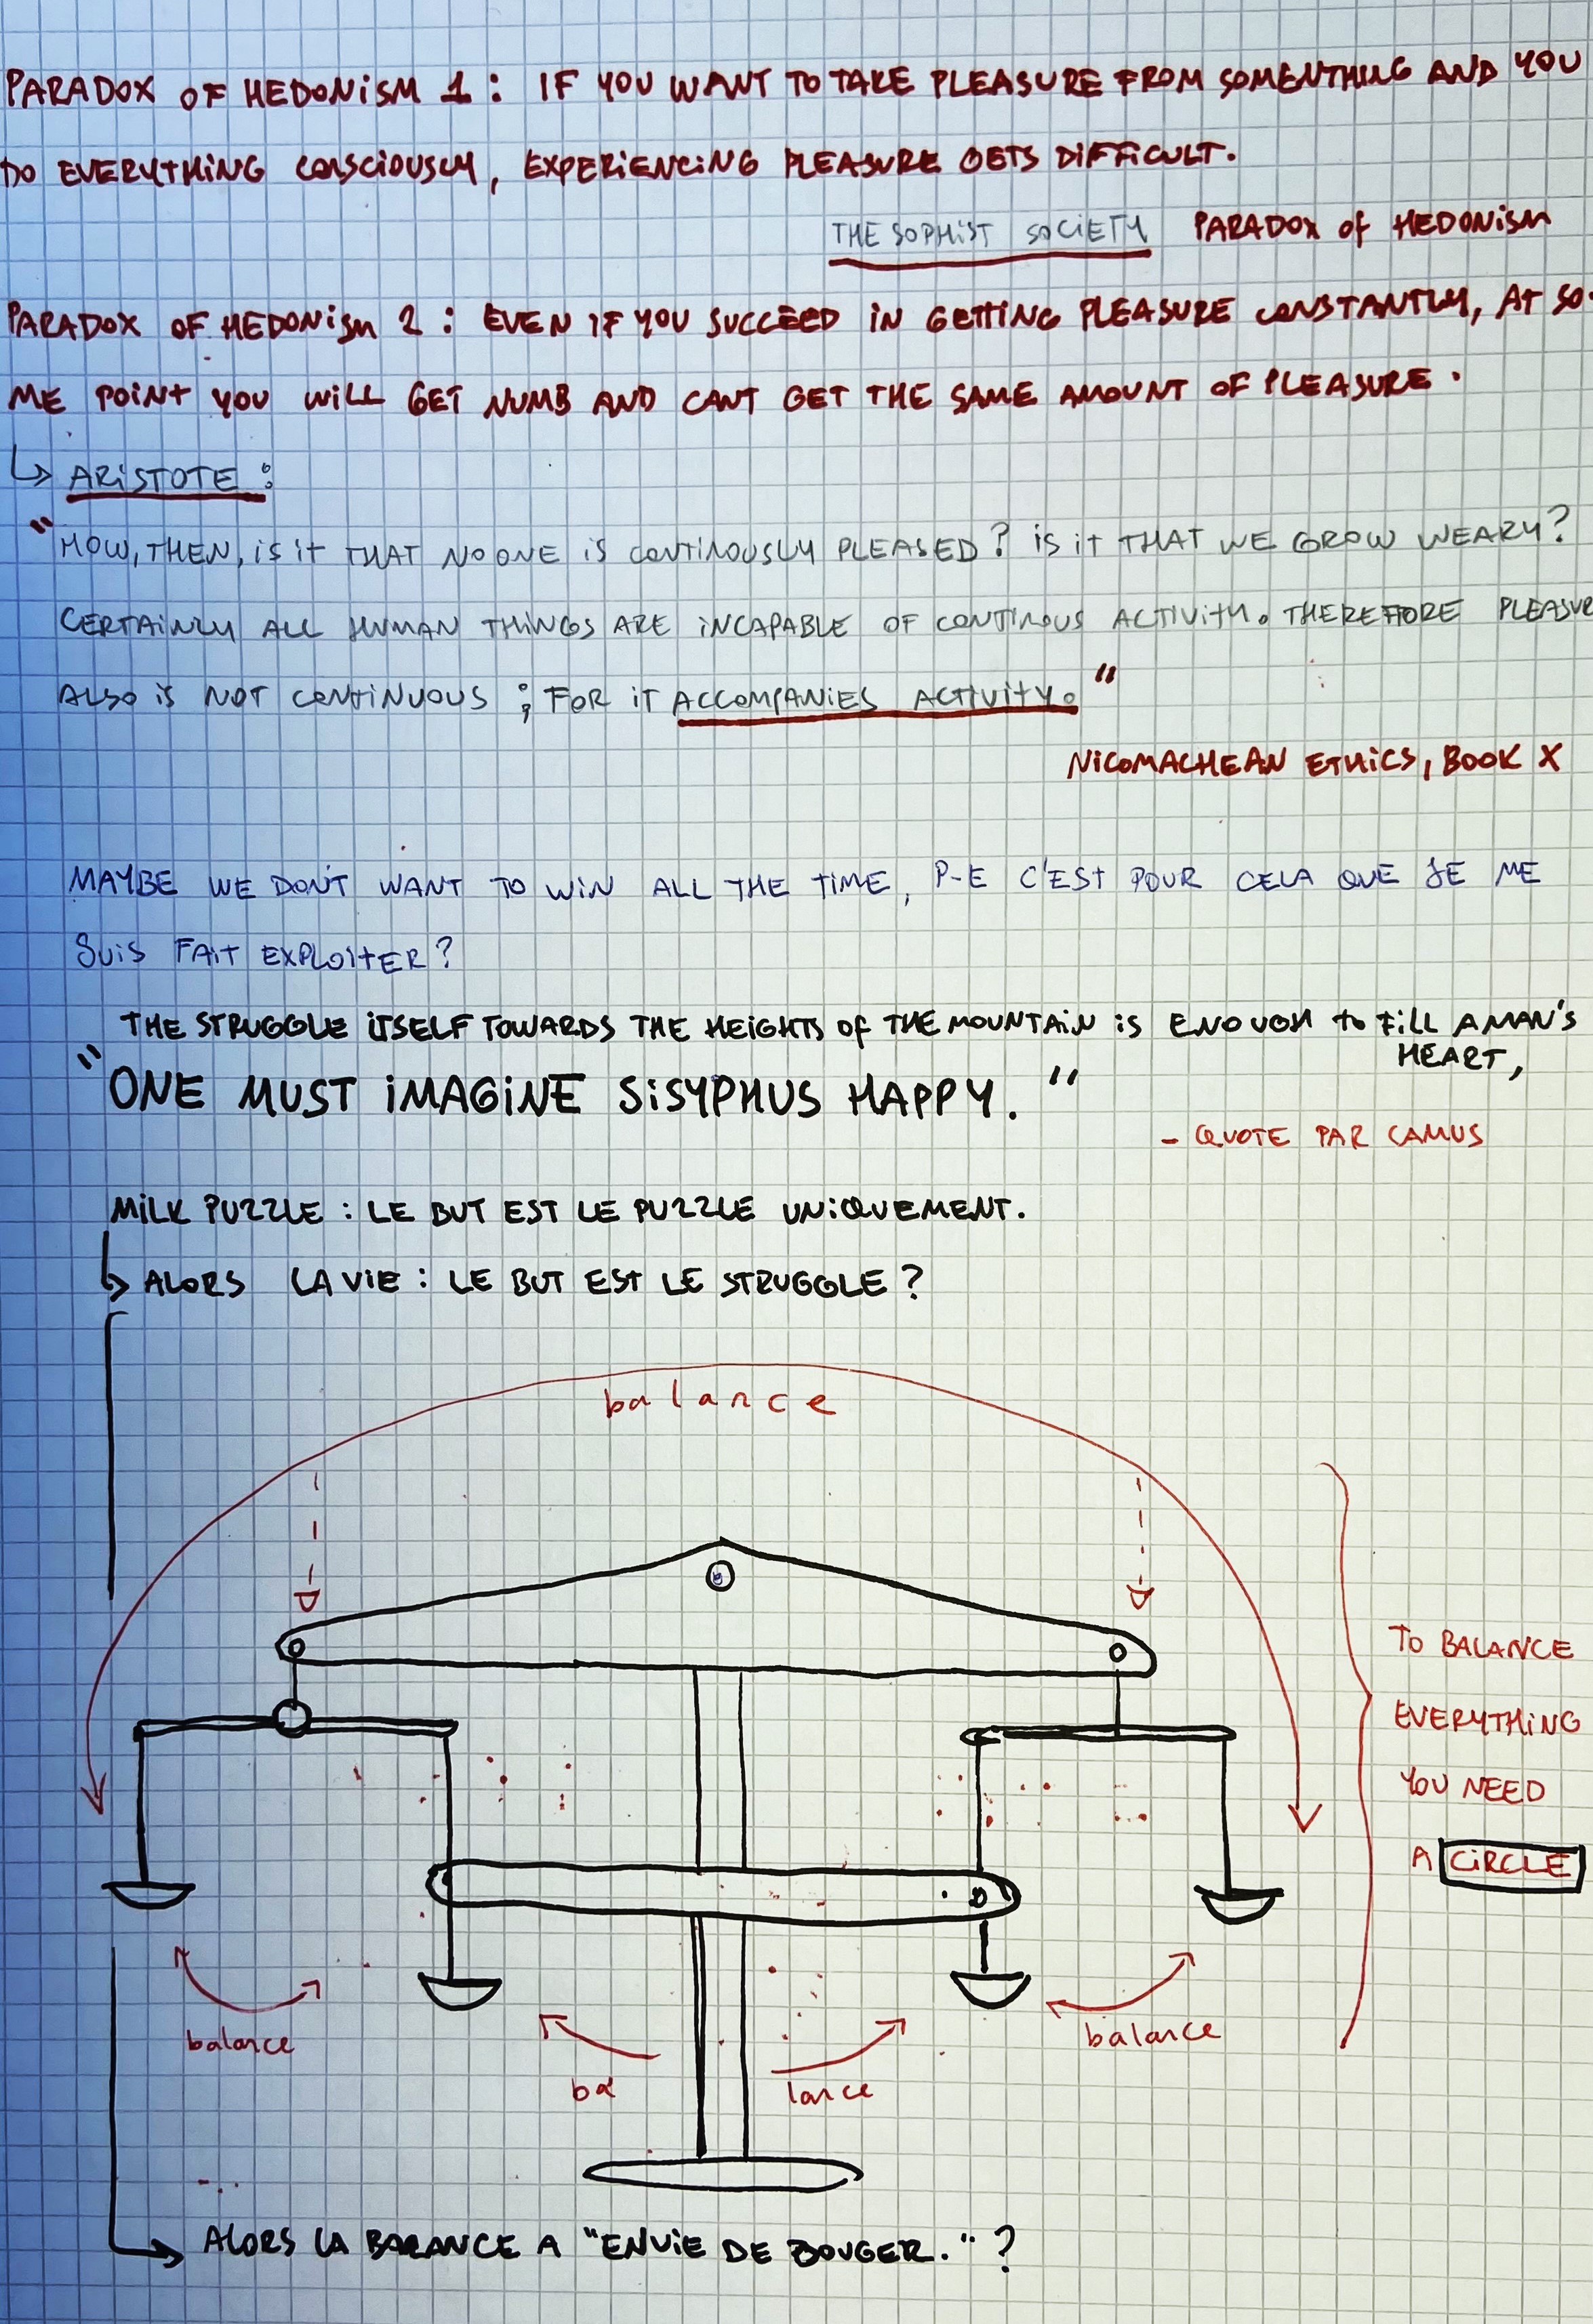 PARADOX OF HEDONISM 1 : IF YOU WANT TO TAKE PLEASURE FROM SOMENTHING AND YOU
DO EVERYTHING CONSCIOUSLY, EXPERIENCING PLEASURE GETS DIFFICULT.
THE SOPHIST SOCIETY PARADOX OF HEDONISM
PARADOX OF HEDONISM 2 : EVEN IF YOU SUCCEED IN GETTING PLEASURE CONSTANTLY, AT SO-
ME POINT YOU WILL GET NUMB AND CANT GET THE SAME AMOUNT OF PLEASURE.
↳ ARISTOTE :
"HOW, THEN, IS IT THAT NO ONE IS CONTINOUSLY PLEASED? IS IT THAT WE GROW WEARY?
CERTAINLY ALL HUMAN THINGS ARE INCAPABLE OF CONTINOUS ACTIVITY. THEREFORE PLEASURE
ALSO IS NOT CONTINUOUS ; FOR IT ACCOMPANIES ACTIVITY."
NICOMACHEAN ETHICS, BOOK X
MAYBE WE DON'T WANT TO WIN ALL THE TIME, P-E C'EST POUR CELA QUE JE ME
SUIS FAIT EXPLOITER?
THE STRUGGLE ITSELF TOWARDS THE HEIGHTS OF THE MOUNTAIN IS ENOUGH TO FILL A MAN'S
HEART,
"ONE MUST IMAGINE SISYPHUS HAPPY."
- QUOTE PAR CAMUS
MILK PUZZLE : LE BUT EST LE PUZZLE UNIQUEMENT.
↳ ALORS LA VIE : LE BUT EST LE STRUGGLE ?
balance
TO BALANCE
EVERYTHING
YOU NEED
A CIRCLE
balance
ba lance
balance
ALORS LA BARANCE A "ENVIE DE BOUGER." ?